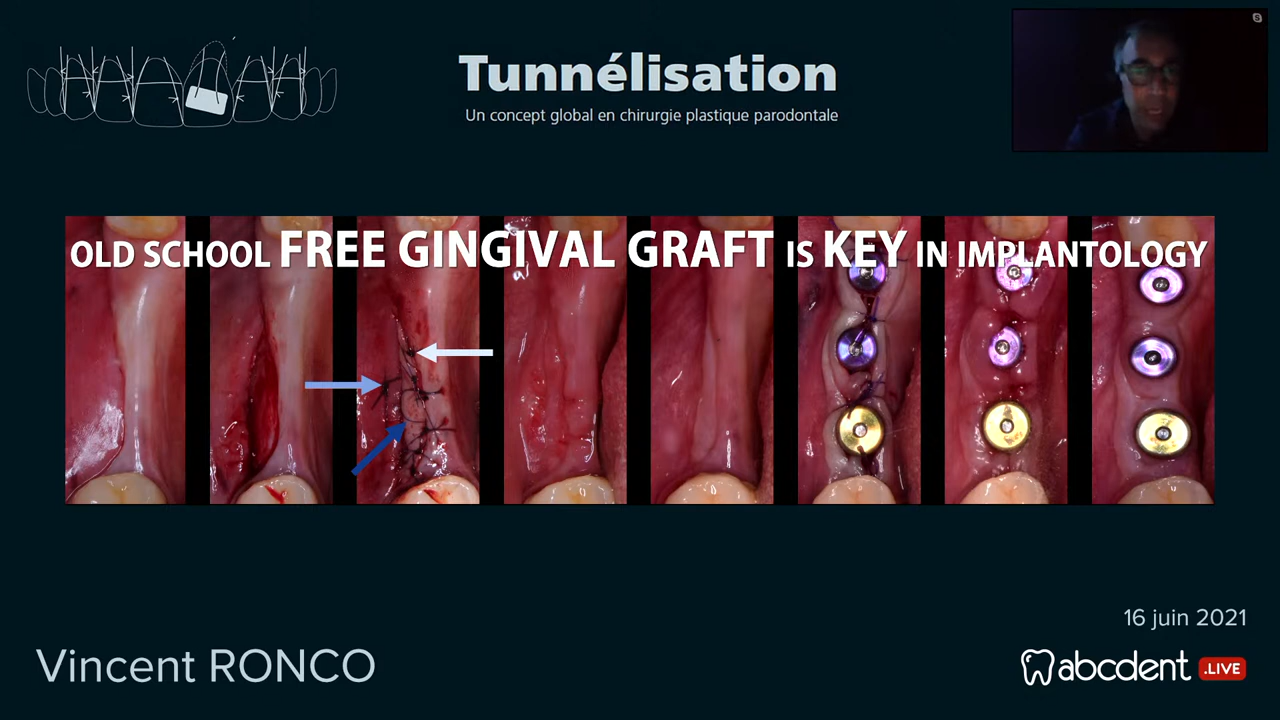 Tunnélisation
Un concept global en chirurgie plastique parodontale
OLD SCHOOL FREE GINGIVAL GRAFT IS KEY IN IMPLANTOLOGY
16 juin 2021
Vincent RONCO
abcdent .LIVE